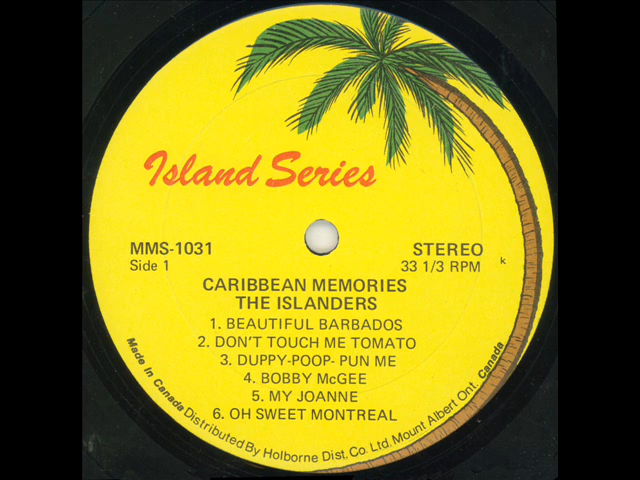 Island Series
MMS-1031
STEREO
Side 1
33 1/3 RPM
k
CARIBBEAN MEMORIES
THE ISLANDERS
1. BEAUTIFUL BARBADOS
2. DON'T TOUCH ME TOMATO
3. DUPPY-POOP- PUN ME
4. BOBBY McGEE
5. MY JOANNE
6. OH SWEET MONTREAL
Made in Canada Distributed By Holborne Dist. Co. Ltd. Mount Albert Ont. Canada